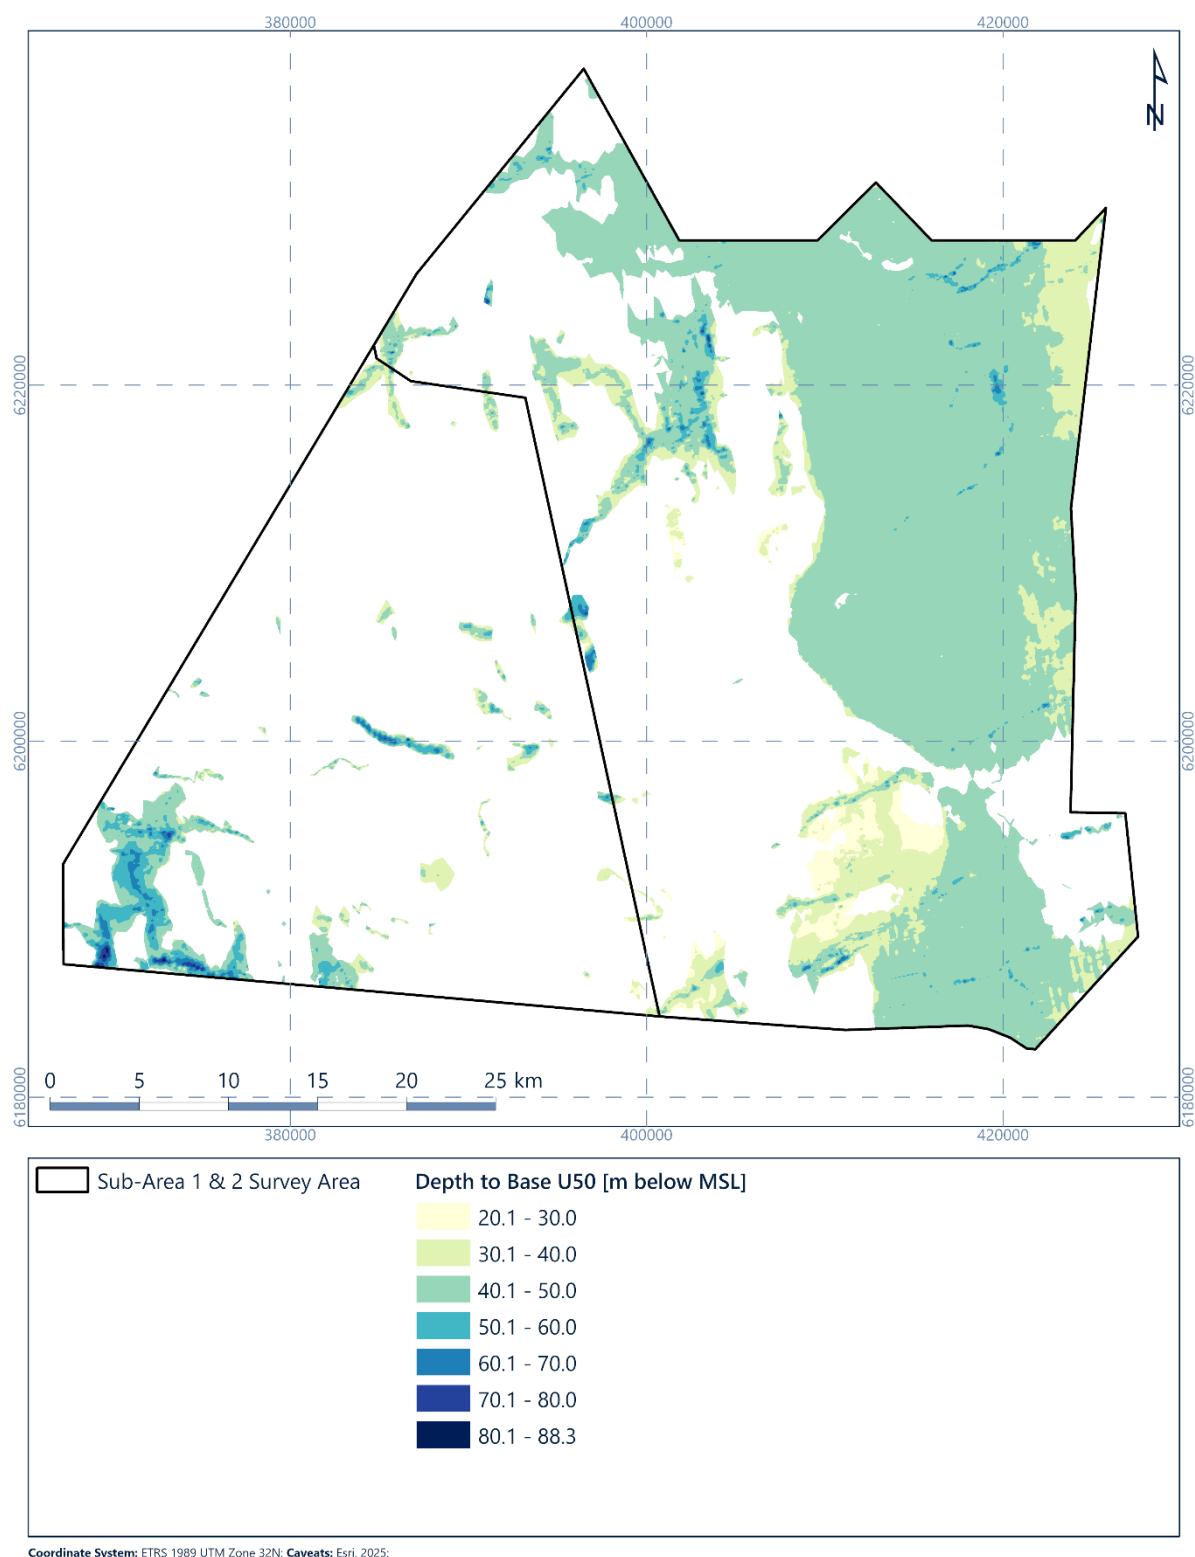 380000 400000 420000
N
6220000 6220000
6200000 6200000
6180000 6180000
0 5 10 15 20 25 km
380000 400000 420000
Sub-Area 1 & 2 Survey Area
Depth to Base U50 [m below MSL]
20.1 - 30.0
30.1 - 40.0
40.1 - 50.0
50.1 - 60.0
60.1 - 70.0
70.1 - 80.0
80.1 - 88.3
Coordinate System: ETRS 1989 UTM Zone 32N; Caveats: Esri, 2025;